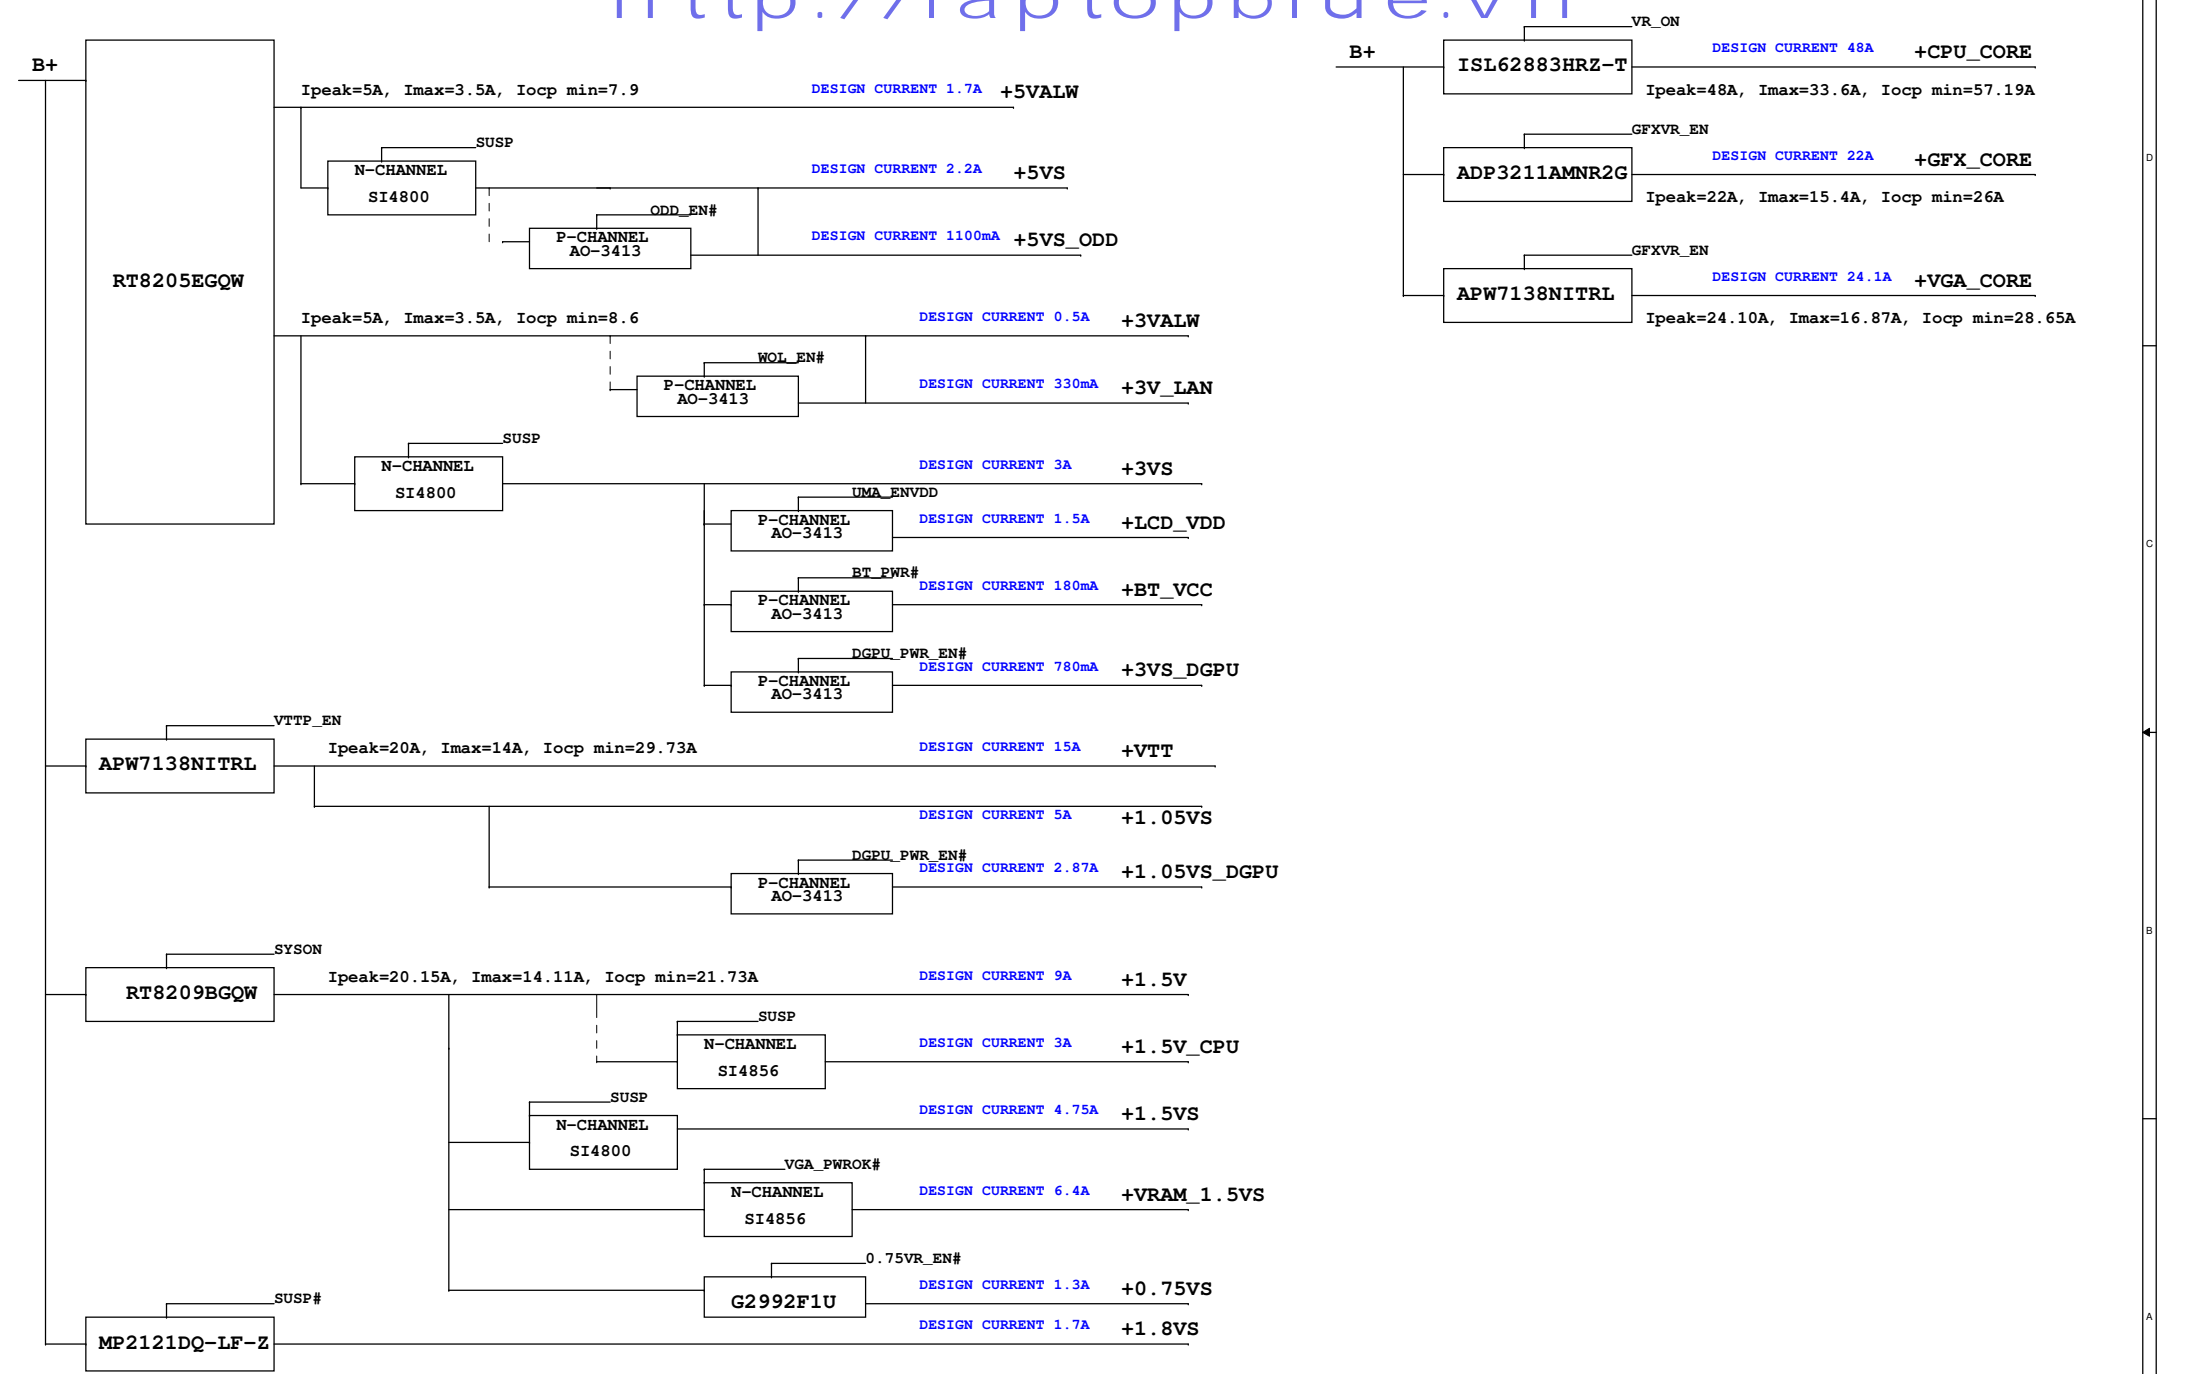 http://laptopblue.vn
B+
RT8205EGQW
Ipeak=5A, Imax=3.5A, Iocp min=7.9
DESIGN CURRENT 1.7A
+5VALW
SUSP
N-CHANNEL
SI4800
DESIGN CURRENT 2.2A
+5VS
ODD_EN#
P-CHANNEL
AO-3413
DESIGN CURRENT 1100mA
+5VS_ODD
Ipeak=5A, Imax=3.5A, Iocp min=8.6
DESIGN CURRENT 0.5A
+3VALW
WOL_EN#
P-CHANNEL
AO-3413
DESIGN CURRENT 330mA
+3V_LAN
SUSP
N-CHANNEL
SI4800
DESIGN CURRENT 3A
+3VS
UMA_ENVDD
P-CHANNEL
AO-3413
DESIGN CURRENT 1.5A
+LCD_VDD
BT_PWR#
P-CHANNEL
AO-3413
DESIGN CURRENT 180mA
+BT_VCC
DGPU_PWR_EN#
P-CHANNEL
AO-3413
DESIGN CURRENT 780mA
+3VS_DGPU
VTTP_EN
APW7138NITRL
Ipeak=20A, Imax=14A, Iocp min=29.73A
DESIGN CURRENT 15A
+VTT
DESIGN CURRENT 5A
+1.05VS
DGPU_PWR_EN#
P-CHANNEL
AO-3413
DESIGN CURRENT 2.87A
+1.05VS_DGPU
SYSON
RT8209BGQW
Ipeak=20.15A, Imax=14.11A, Iocp min=21.73A
DESIGN CURRENT 9A
+1.5V
SUSP
N-CHANNEL
SI4856
DESIGN CURRENT 3A
+1.5V_CPU
SUSP
N-CHANNEL
SI4800
DESIGN CURRENT 4.75A
+1.5VS
VGA_PWROK#
N-CHANNEL
SI4856
DESIGN CURRENT 6.4A
+VRAM_1.5VS
0.75VR_EN#
G2992F1U
DESIGN CURRENT 1.3A
+0.75VS
SUSP#
MP2121DQ-LF-Z
DESIGN CURRENT 1.7A
+1.8VS
B+
VR_ON
ISL62883HRZ-T
DESIGN CURRENT 48A
+CPU_CORE
Ipeak=48A, Imax=33.6A, Iocp min=57.19A
GFXVR_EN
ADP3211AMNR2G
DESIGN CURRENT 22A
+GFX_CORE
Ipeak=22A, Imax=15.4A, Iocp min=26A
GFXVR_EN
APW7138NITRL
DESIGN CURRENT 24.1A
+VGA_CORE
Ipeak=24.10A, Imax=16.87A, Iocp min=28.65A
D
C
B
A